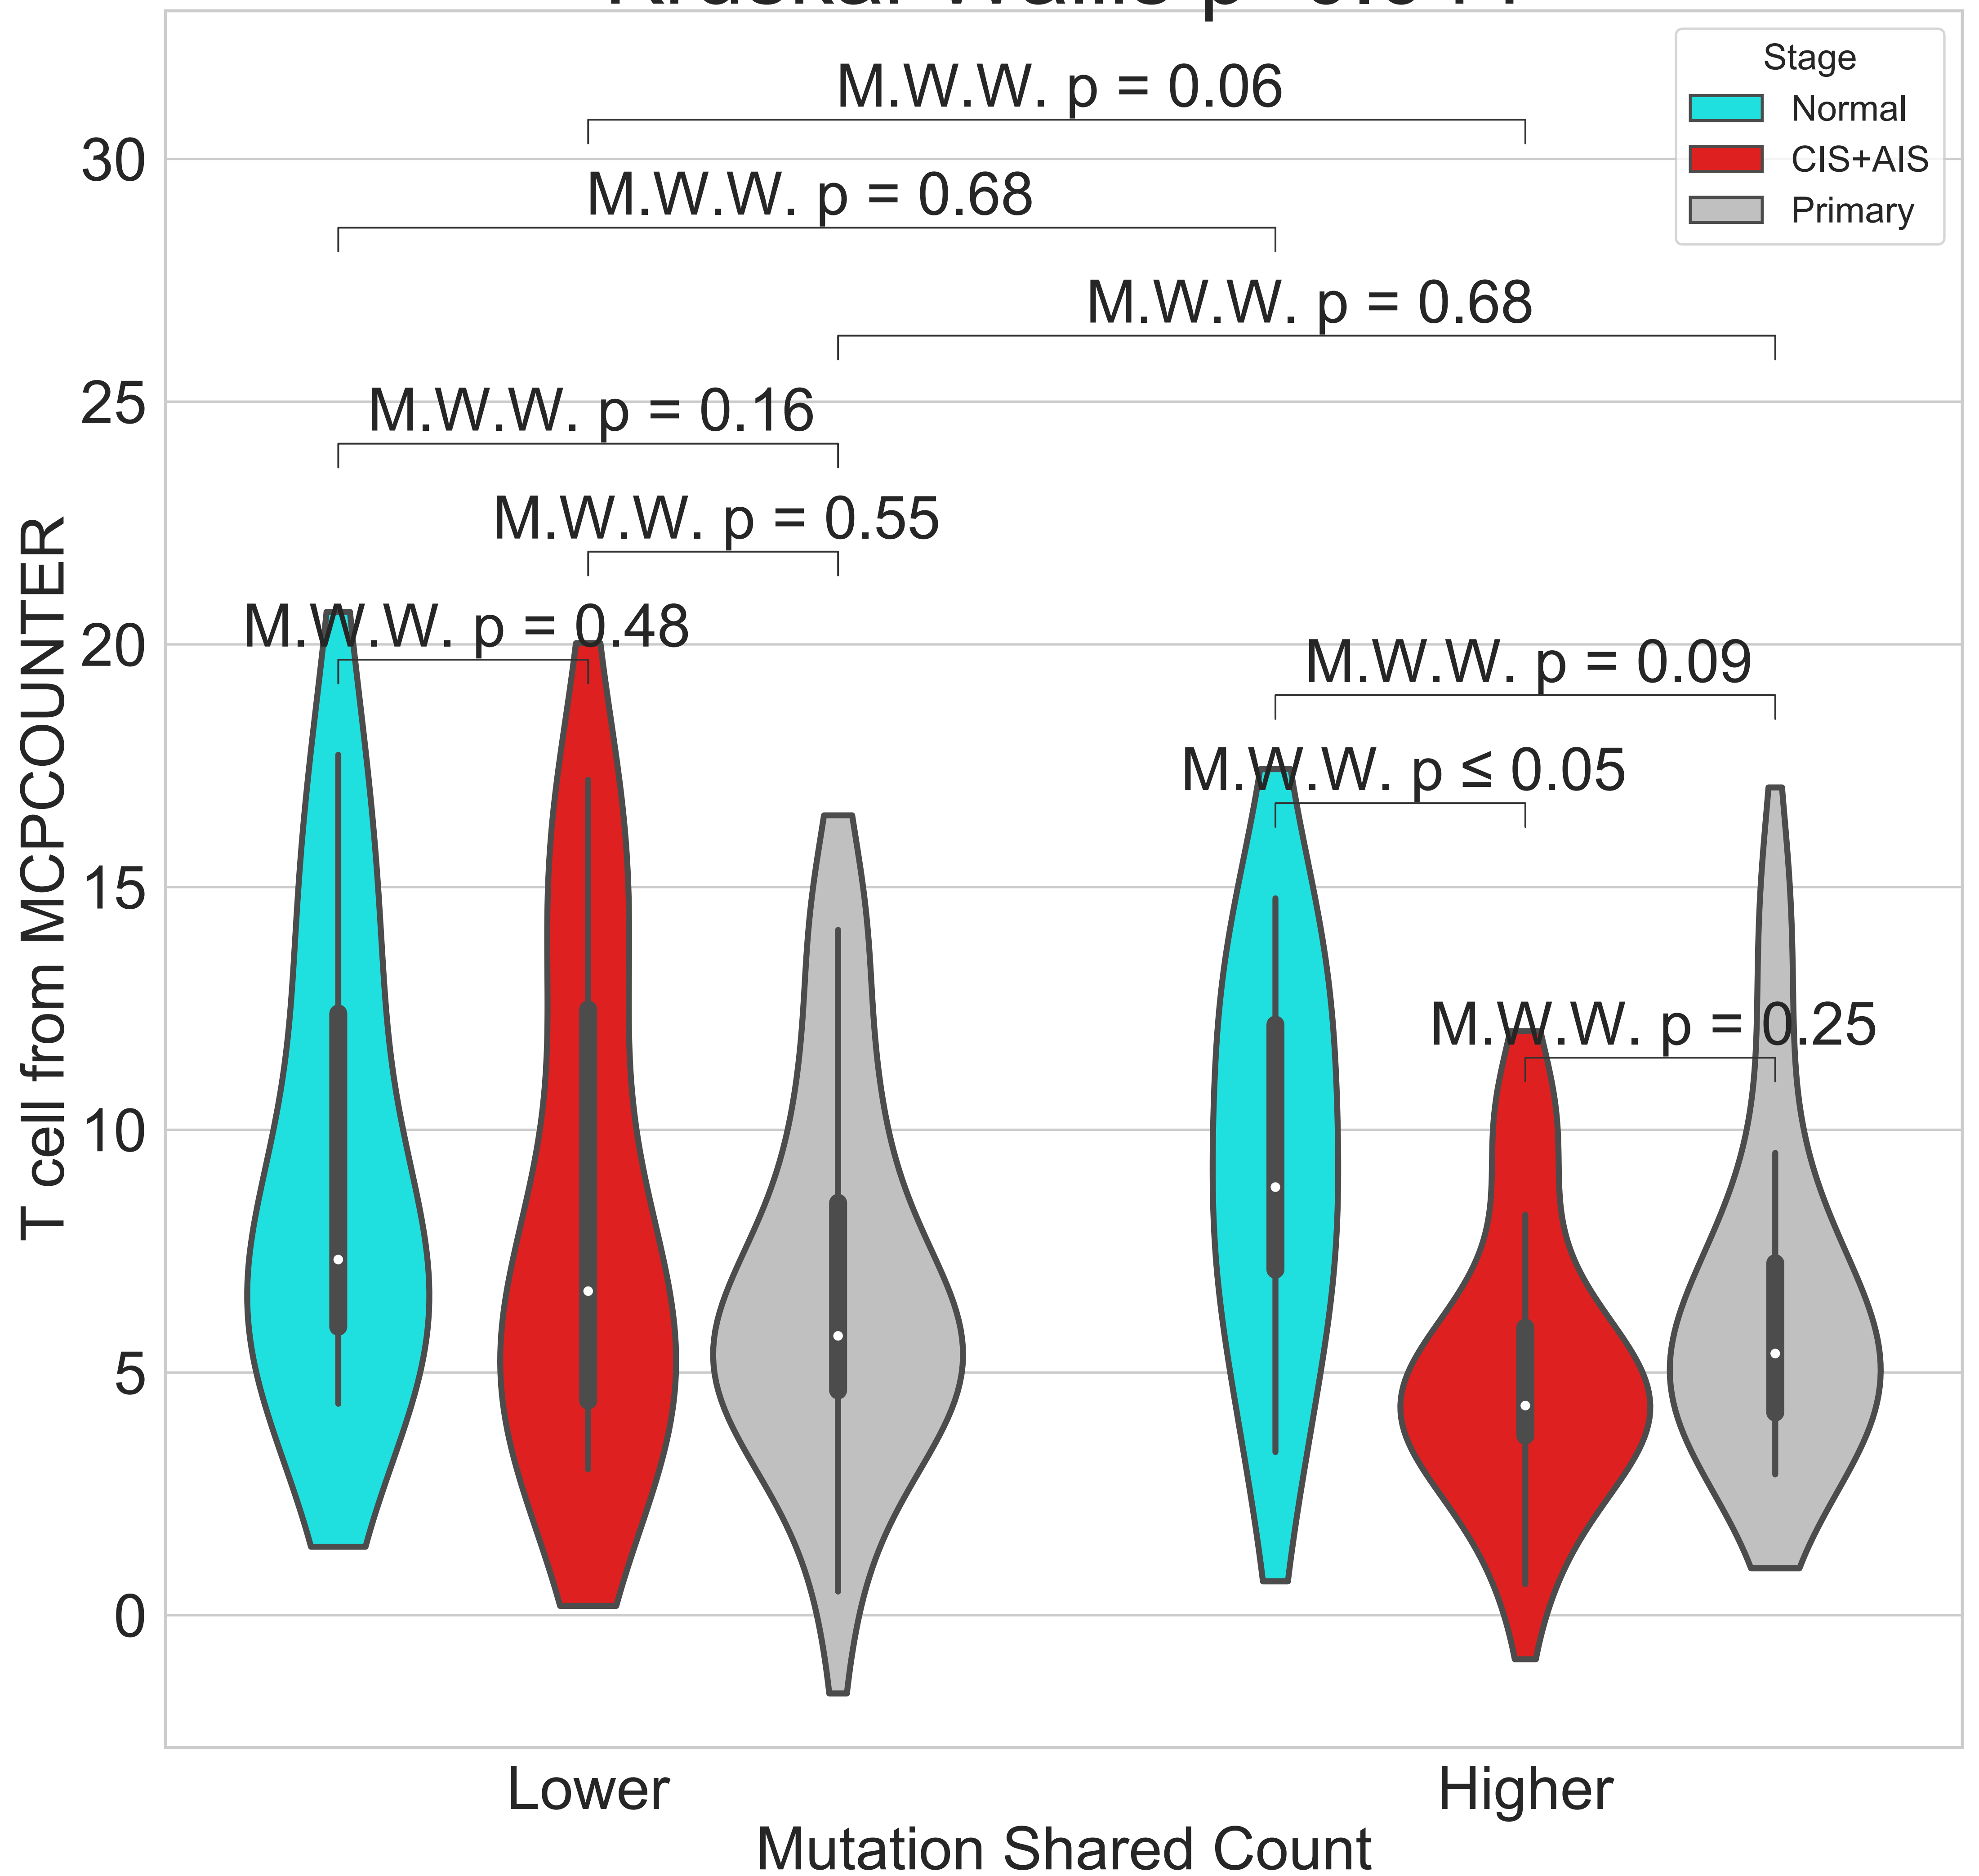 Stage
Normal
CIS+AIS
Primary
M.W.W. p = 0.06
M.W.W. p = 0.68
M.W.W. p = 0.68
M.W.W. p = 0.16
M.W.W. p = 0.55
M.W.W. p = 0.48
M.W.W. p = 0.09
M.W.W. p ≤ 0.05
M.W.W. p = 0.25
T cell from MCPCOUNTER
30
25
20
15
10
5
0
Lower
Higher
Mutation Shared Count